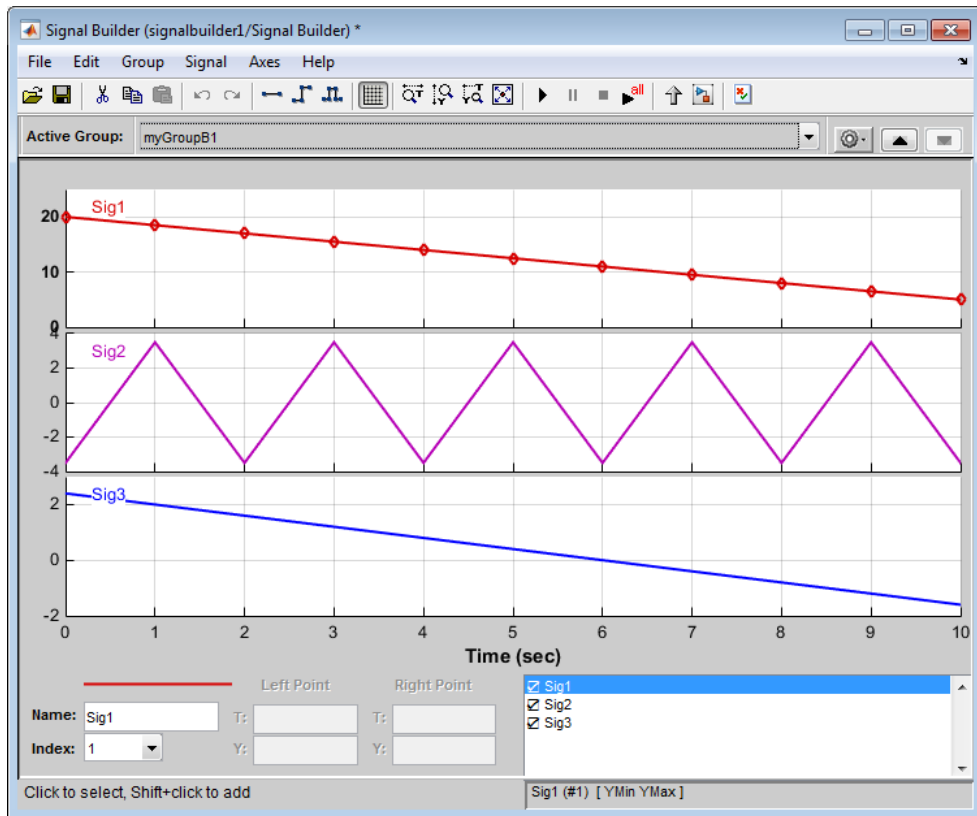 Signal Builder (signalbuilder1/Signal Builder) *
File Edit Group Signal Axes Help
all
Active Group: myGroupB1
Sig1
20
10
0
Sig2
4
2
0
-2
-4
Sig3
2
0
-2
0 1 2 3 4 5 6 7 8 9 10
Time (sec)
Left Point Right Point
Name: Sig1 T: T:
Index: 1 Y: Y:
Sig1
Sig2
Sig3
Click to select, Shift+click to add
Sig1 (#1) [ YMin YMax ]